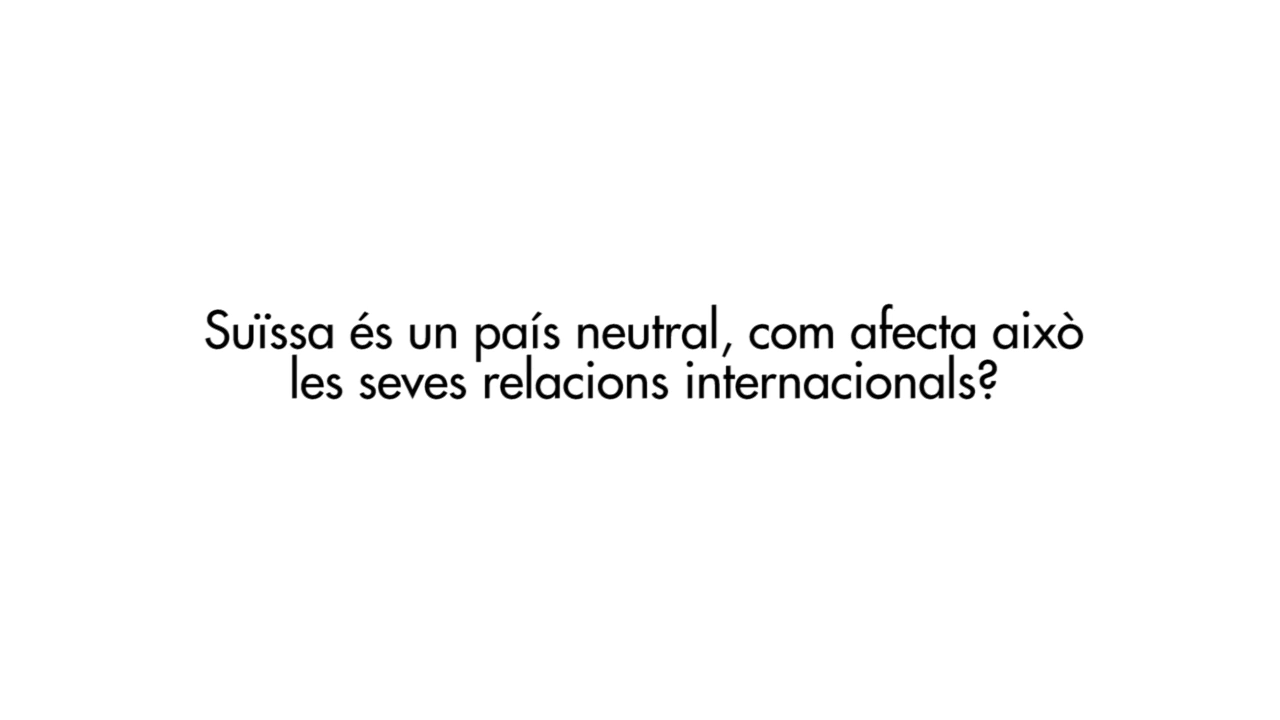 Suïssa és un país neutral, com afecta això
les seves relacions internacionals?